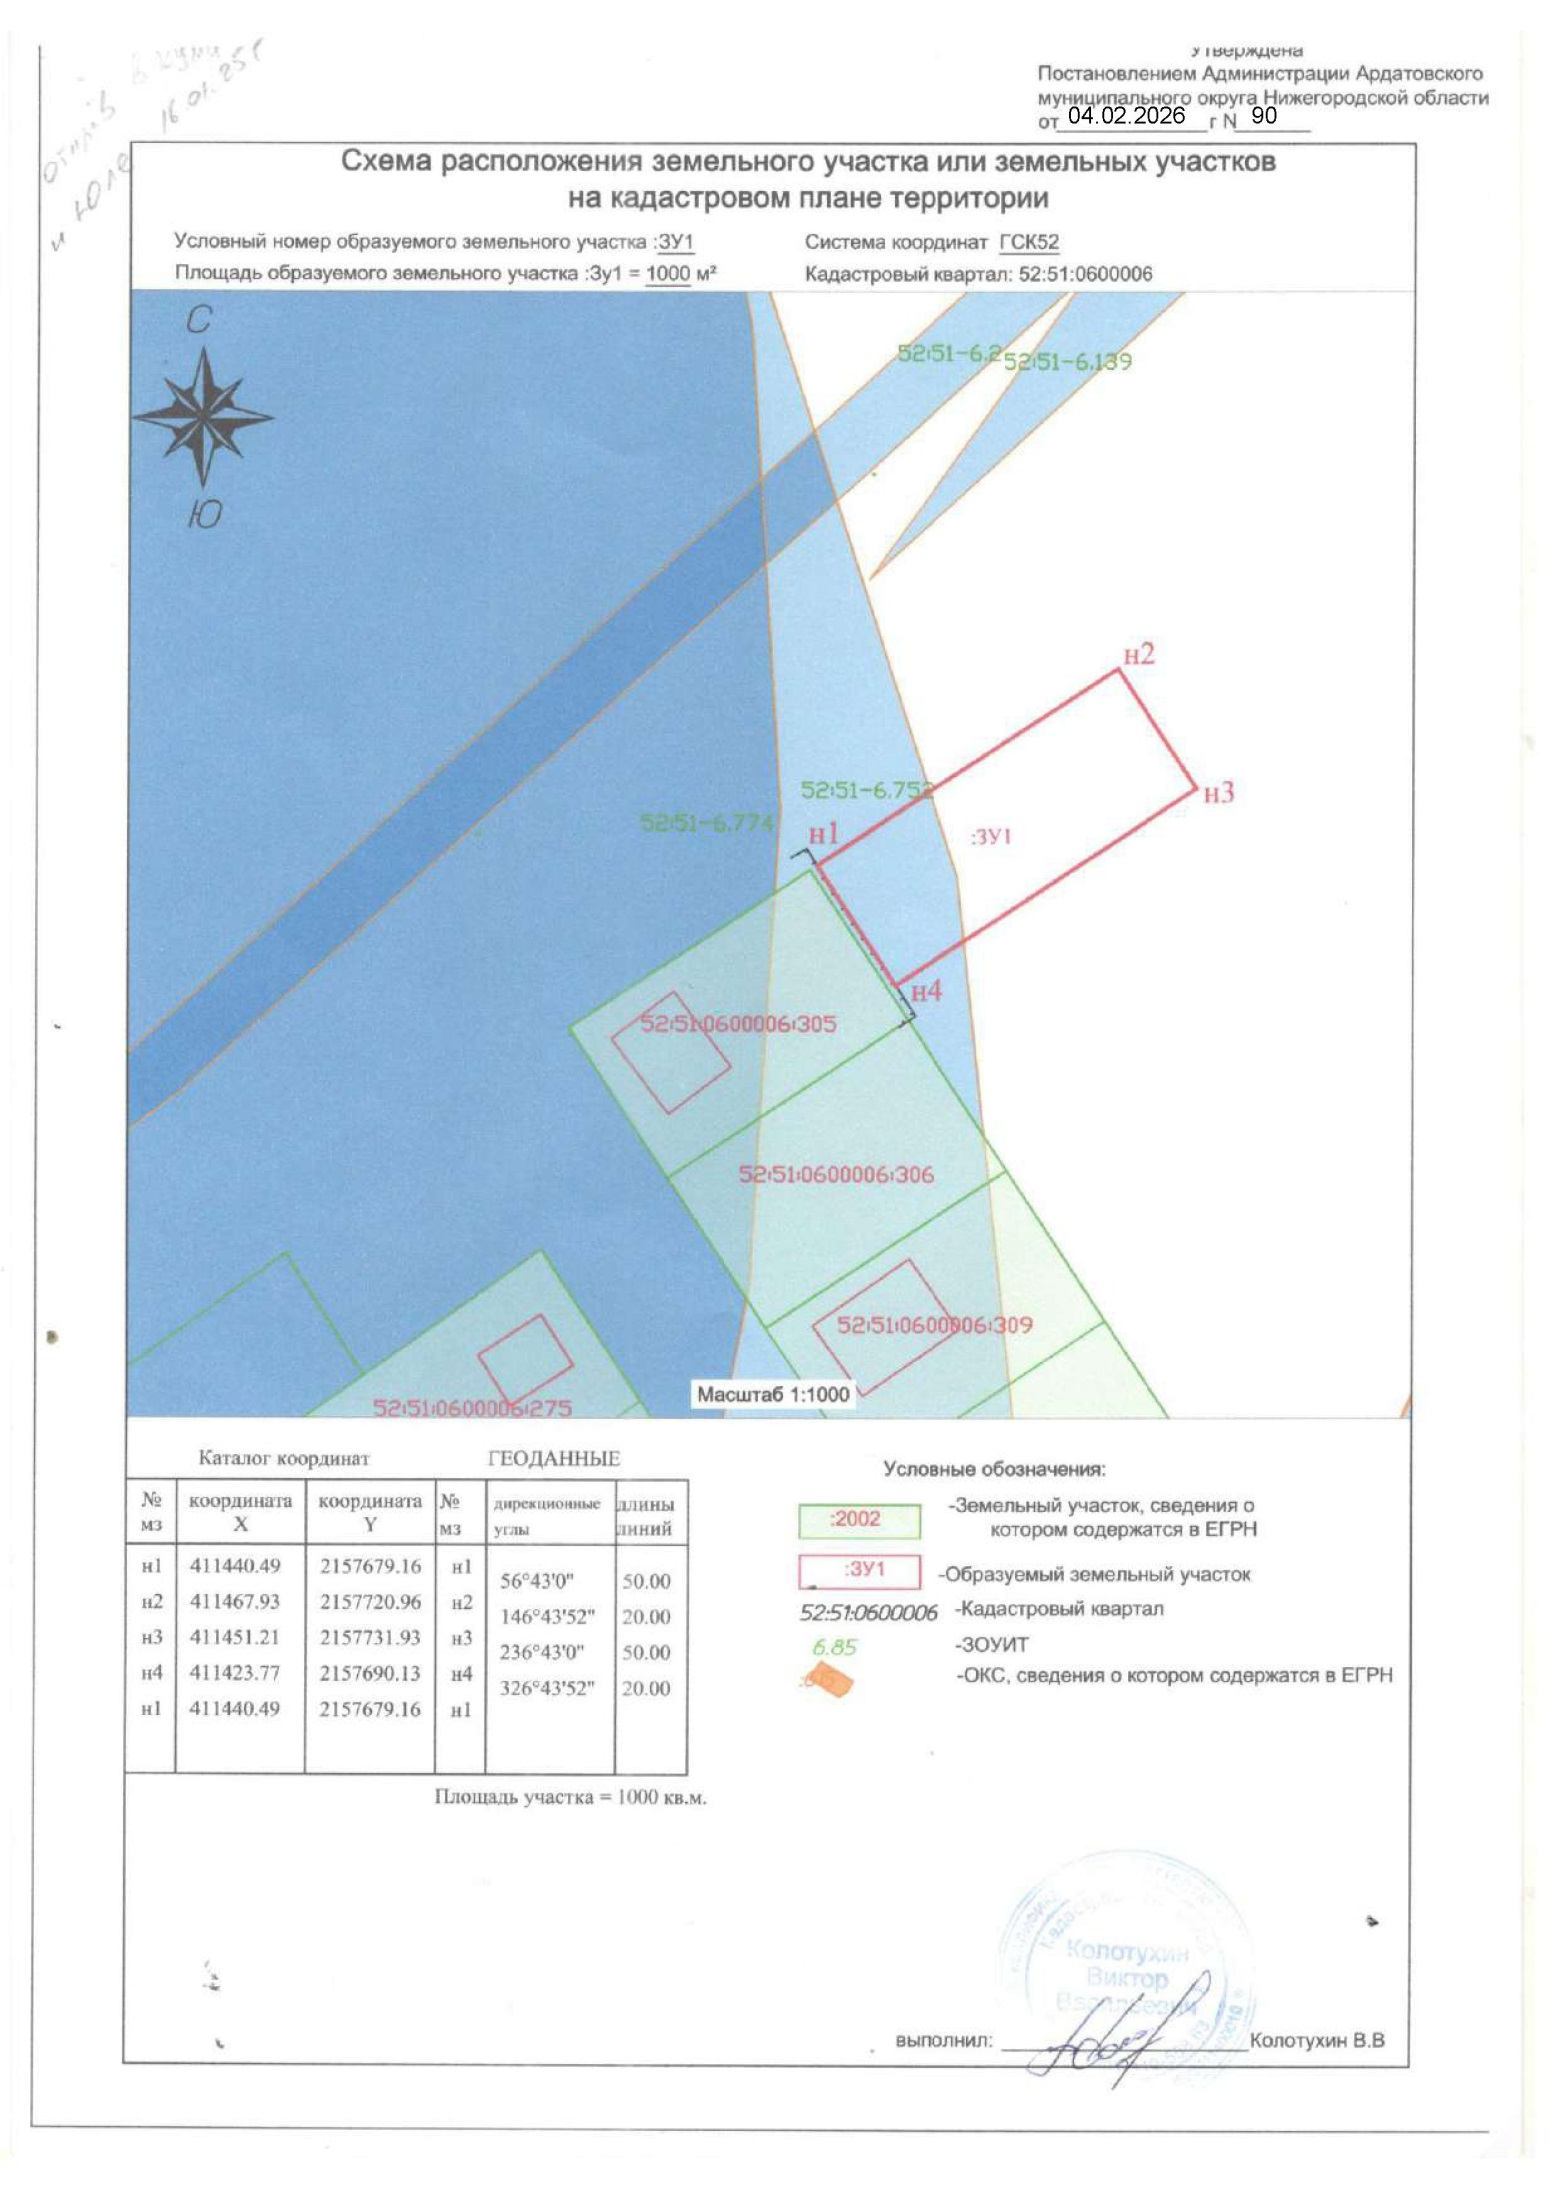 Утверждена
Постановлением Администрации Ардатовского
муниципального округа Нижегородской области
от 04.02.2026 г N 90
16.01.25г
Схема расположения земельного участка или земельных участков
на кадастровом плане территории
Условный номер образуемого земельного участка :ЗУ1
Система координат ГСК52
Площадь образуемого земельного участка :Зу1 = 1000 м²
Кадастровый квартал: 52:51:0600006
С
Ю
52:51-6.2
52:51-6.139
н2
н3
52:51-6.752
52:51-6.774
н1
:ЗУ1
н4
52:51:0600006:305
52:51:0600006:306
52:51:0600006:309
52:51:0600006:275
Масштаб 1:1000
Каталог координат ГЕОДАННЫЕ
№ мз координата X координата Y № мз дирекционные углы длины линий
н1 411440.49 2157679.16 н1
56°43'0" 50.00
н2 411467.93 2157720.96 н2
146°43'52" 20.00
н3 411451.21 2157731.93 н3
236°43'0" 50.00
н4 411423.77 2157690.13 н4
326°43'52" 20.00
н1 411440.49 2157679.16 н1
Площадь участка = 1000 кв.м.
Условные обозначения:
:2002 -Земельный участок, сведения о
котором содержатся в ЕГРН
:ЗУ1 -Образуемый земельный участок
52:51:0600006 -Кадастровый квартал
6.85 -ЗОУИТ
-ОКС, сведения о котором содержатся в ЕГРН
Колотухин
Виктор
Васильевич
выполнил: Колотухин В.В